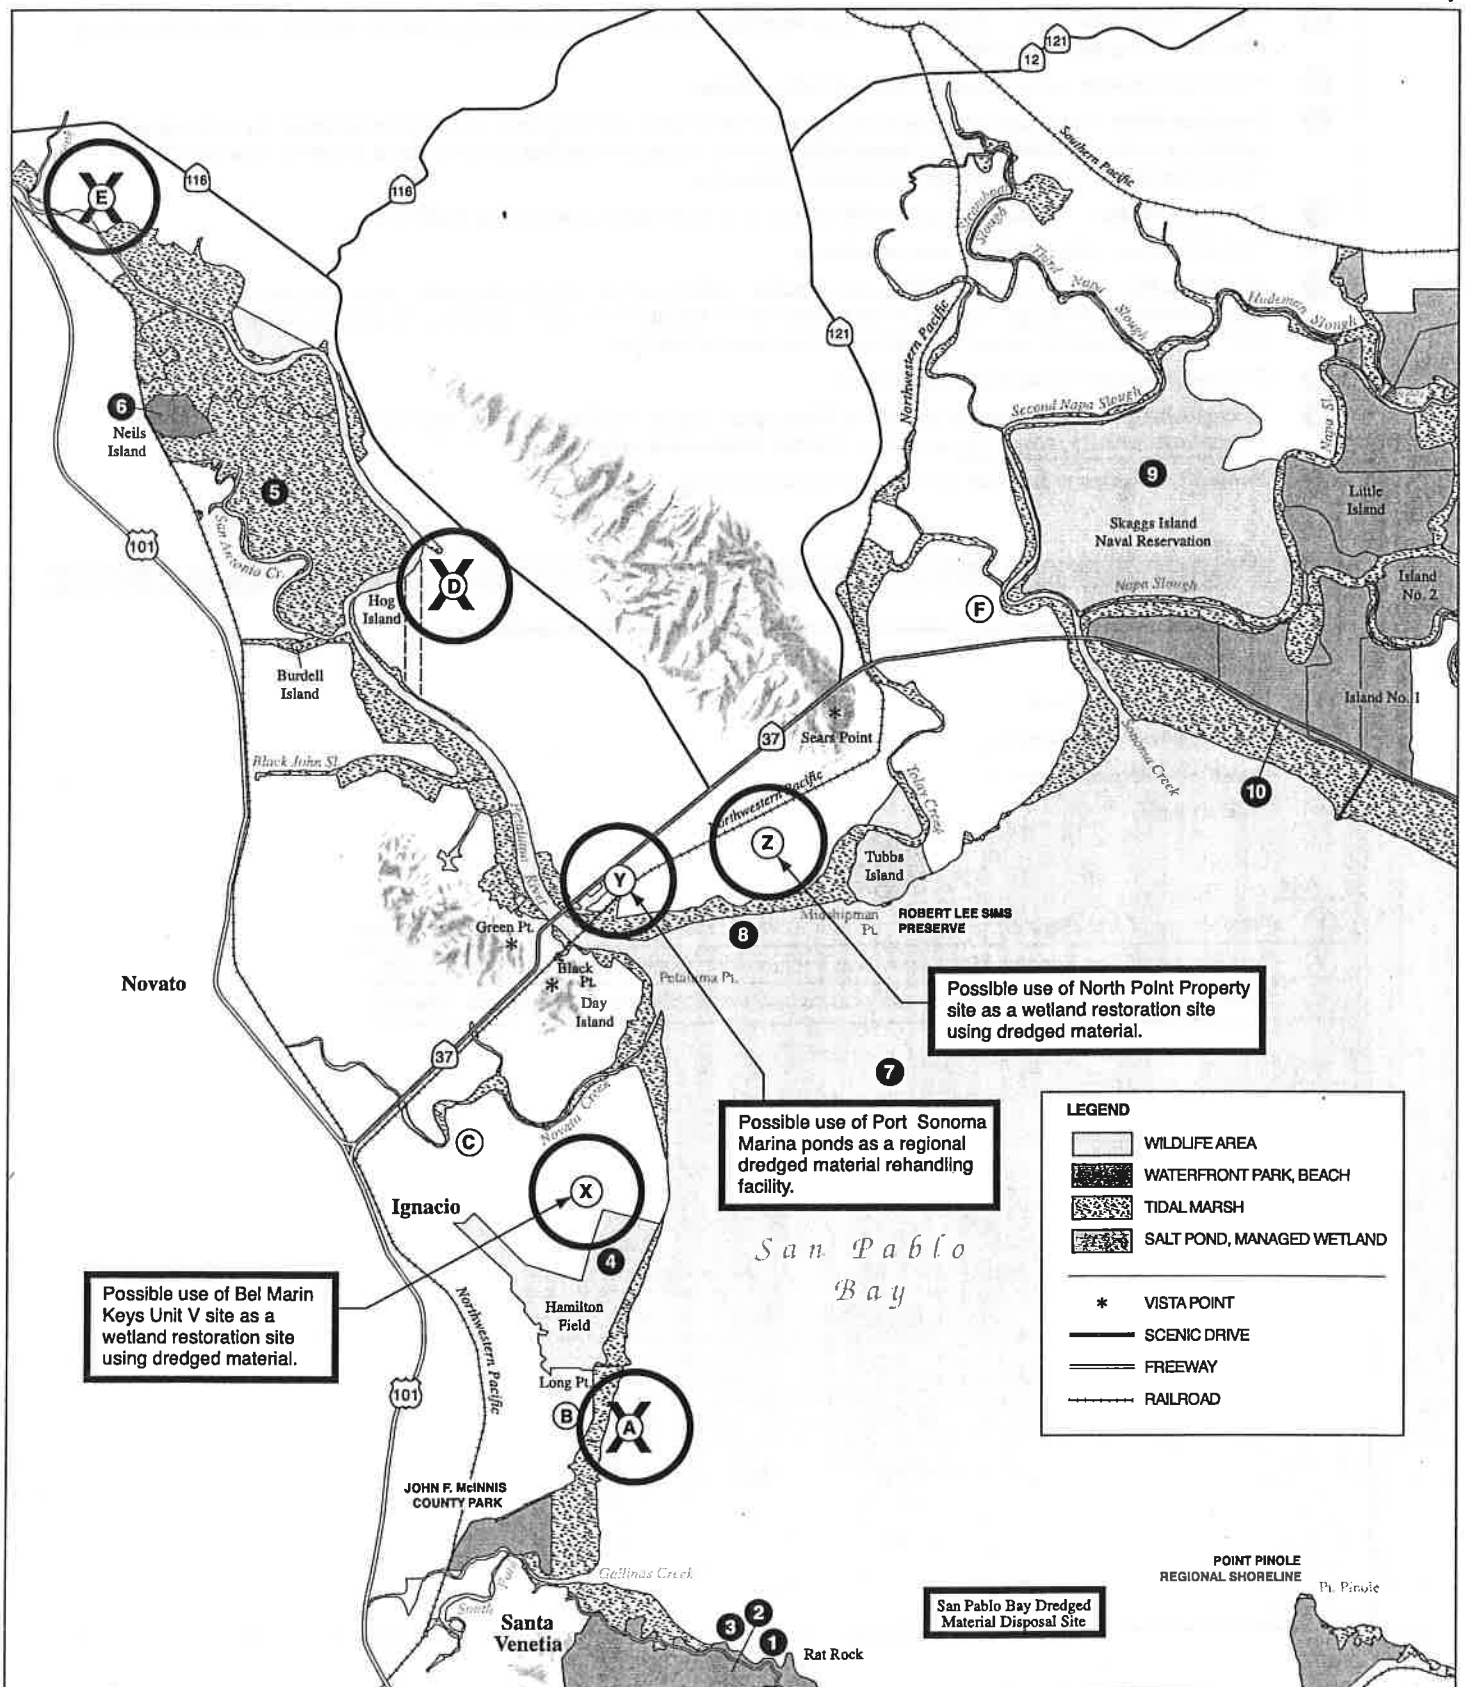 121
12
Southern Pacific
E
116
116
Secombnd
Slough
Third Napa Slough
Hudeman Slough
121
Northwestern Pacific
6
Neils
Island
Second Napa Slough
Napa Sl.
9
5
Skaggs Island
Naval Reservation
Little
Island
101
San Antonio Cr.
D
Hog
Island
Napa Slough
Island
No. 2
F
Burdell
Island
Island No. 1
37
Sears Point
Black John Sl.
Northwestern Pacific
Tolay Creek
Sonoma Creek
10
Petaluma River
Z
Y
Tubbs
Island
Midshipman
Pt.
ROBERT LEE SIMS
PRESERVE
8
Green Pt.
Black
Pt.
Petaluma Pt.
Novato
Day
Island
Possible use of North Point Property
site as a wetland restoration site
using dredged material.
37
7
Novato Creek
C
Possible use of Port Sonoma
Marina ponds as a regional
dredged material rehandling
facility.
LEGEND
WILDLIFE AREA
WATERFRONT PARK, BEACH
TIDAL MARSH
SALT POND, MANAGED WETLAND
VISTA POINT
SCENIC DRIVE
FREEWAY
RAILROAD
X
Ignacio
San Pablo
Bay
4
Possible use of Bel Marin
Keys Unit V site as a
wetland restoration site
using dredged material.
Northwestern Pacific
Hamilton
Field
101
Long Pt.
B
A
JOHN F. McINNIS
COUNTY PARK
Gallinas Creek
South Fork
POINT PINOLE
REGIONAL SHORELINE
Pt. Pinole
San Pablo Bay Dredged
Material Disposal Site
Santa
Venetia
3
2
1
Rat Rock